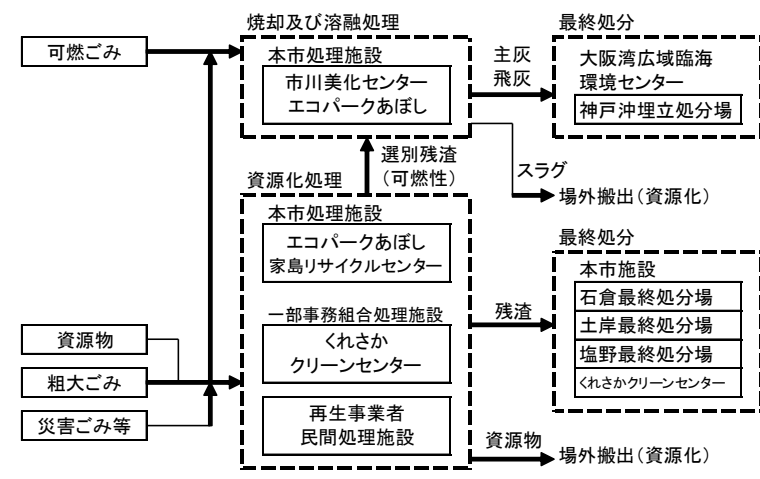 焼却及び溶融処理
最終処分
可燃ごみ
本市処理施設
市川美化センター
エコパークあぼし
主灰
飛灰
大阪湾広域臨海
環境センター
神戸沖埋立処分場
選別残渣
（可燃性）
スラグ
場外搬出（資源化）
資源化処理
本市処理施設
エコパークあぼし
家島リサイクルセンター
最終処分
本市施設
石倉最終処分場
土岸最終処分場
塩野最終処分場
くれさかクリーンセンター
一部事務組合処理施設
くれさか
クリーンセンター
残渣
資源物
粗大ごみ
災害ごみ等
再生事業者
民間処理施設
資源物
場外搬出（資源化）